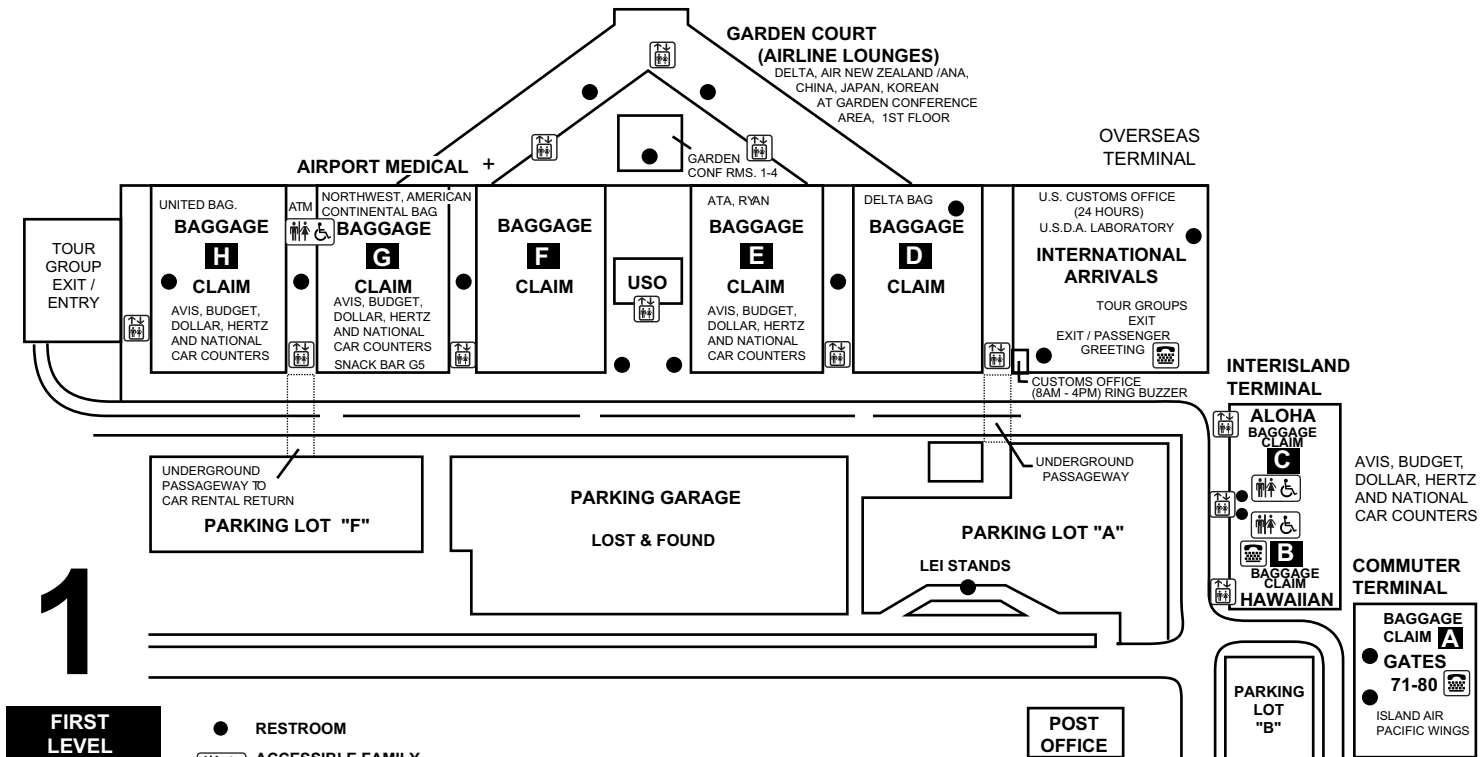 GARDEN COURT
(AIRLINE LOUNGES)
DELTA, AIR NEW ZEALAND /ANA,
CHINA, JAPAN, KOREAN
AT GARDEN CONFERENCE
AREA, 1ST FLOOR
OVERSEAS
TERMINAL
AIRPORT MEDICAL +
GARDEN
CONF RMS. 1-4
TOUR
GROUP
EXIT /
ENTRY
UNITED BAG.
BAGGAGE
H
CLAIM
AVIS, BUDGET,
DOLLAR, HERTZ
AND NATIONAL
CAR COUNTERS
ATM
NORTHWEST, AMERICAN
CONTINENTAL BAG
BAGGAGE
G
CLAIM
AVIS, BUDGET,
DOLLAR, HERTZ
AND NATIONAL
CAR COUNTERS
SNACK BAR G5
BAGGAGE
F
CLAIM
USO
ATA, RYAN
BAGGAGE
E
CLAIM
AVIS, BUDGET,
DOLLAR, HERTZ
AND NATIONAL
CAR COUNTERS
DELTA BAG
BAGGAGE
D
CLAIM
U.S. CUSTOMS OFFICE
(24 HOURS)
U.S.D.A. LABORATORY
INTERNATIONAL
ARRIVALS
TOUR GROUPS
EXIT
EXIT / PASSENGER
GREETING
CUSTOMS OFFICE
(8AM - 4PM) RING BUZZER
INTERISLAND
TERMINAL
ALOHA
BAGGAGE
CLAIM
C
B
BAGGAGE
CLAIM
HAWAIIAN
AVIS, BUDGET,
DOLLAR, HERTZ
AND NATIONAL
CAR COUNTERS
UNDERGROUND
PASSAGEWAY TO
CAR RENTAL RETURN
PARKING LOT "F"
PARKING GARAGE
LOST & FOUND
UNDERGROUND
PASSAGEWAY
PARKING LOT "A"
LEI STANDS
COMMUTER
TERMINAL
BAGGAGE
CLAIM A
GATES
71-80
ISLAND AIR
PACIFIC WINGS
PARKING
LOT
"B"
POST
OFFICE
1
FIRST
LEVEL
RESTROOM
ACCESSIBLE FAMILY